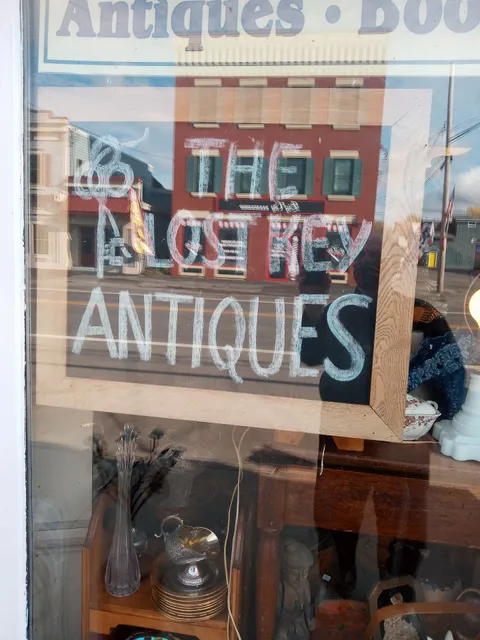 Antiques • Boo
THE
LOST KEY
ANTIQUES